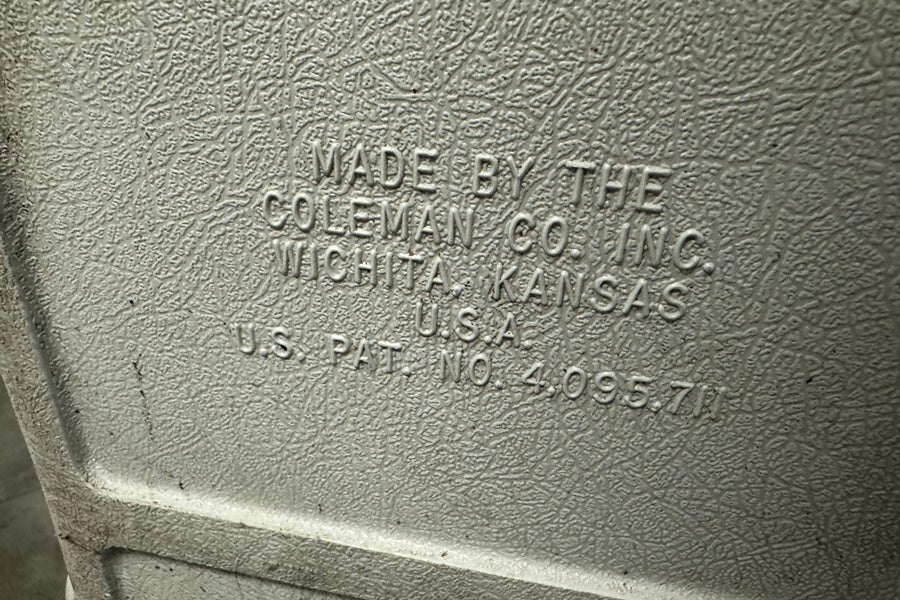 MADE BY THE
COLEMAN CO. INC.
WICHITA, KANSAS
U.S.A.
U.S. PAT. NO. 4,095,711